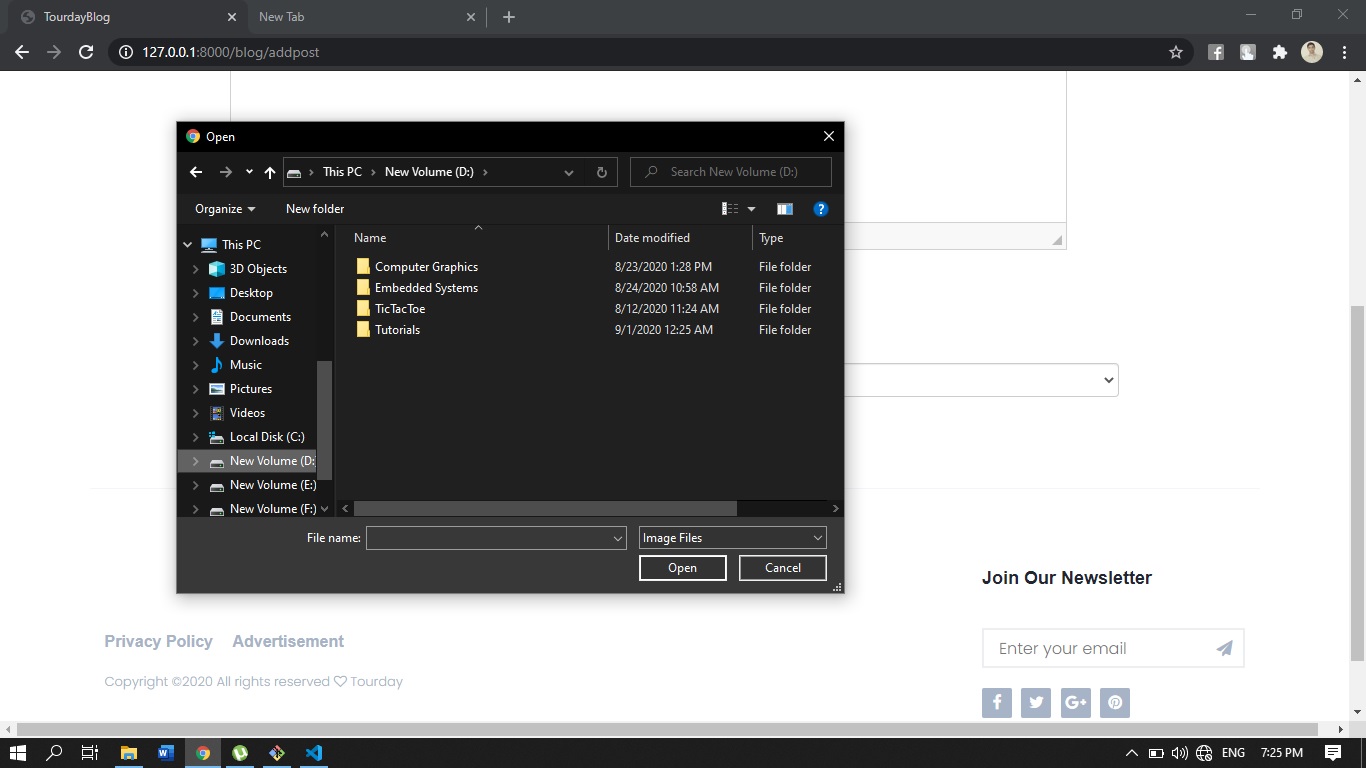 TourdayBlog
New Tab
127.0.0.1:8000/blog/addpost
Open
This PC > New Volume (D:) >
Search New Volume (D:)
Organize
New folder
Name
Date modified
Type
This PC
3D Objects
Desktop
Documents
Downloads
Music
Pictures
Videos
Local Disk (C:)
New Volume (D:
New Volume (E:)
New Volume (F:)
Computer Graphics 8/23/2020 1:28 PM File folder
Embedded Systems 8/24/2020 10:58 AM File folder
TicTacToe 8/12/2020 11:24 AM File folder
Tutorials 9/1/2020 12:25 AM File folder
File name:
Image Files
Open
Cancel
Join Our Newsletter
Enter your email
Privacy Policy
Advertisement
Copyright ©2020 All rights reserved ♡ Tourday
ENG
7:25 PM